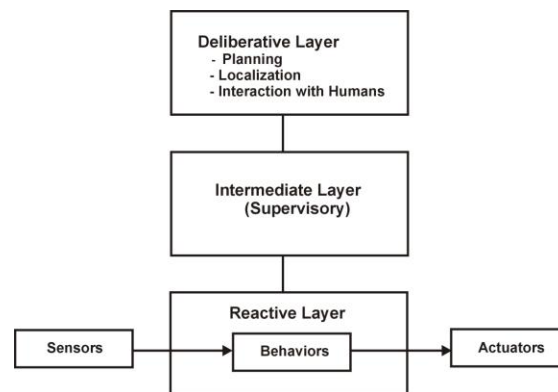 Deliberative Layer
- Planning
- Localization
- Interaction with Humans
Intermediate Layer
(Supervisory)
Reactive Layer
Sensors
Behaviors
Actuators